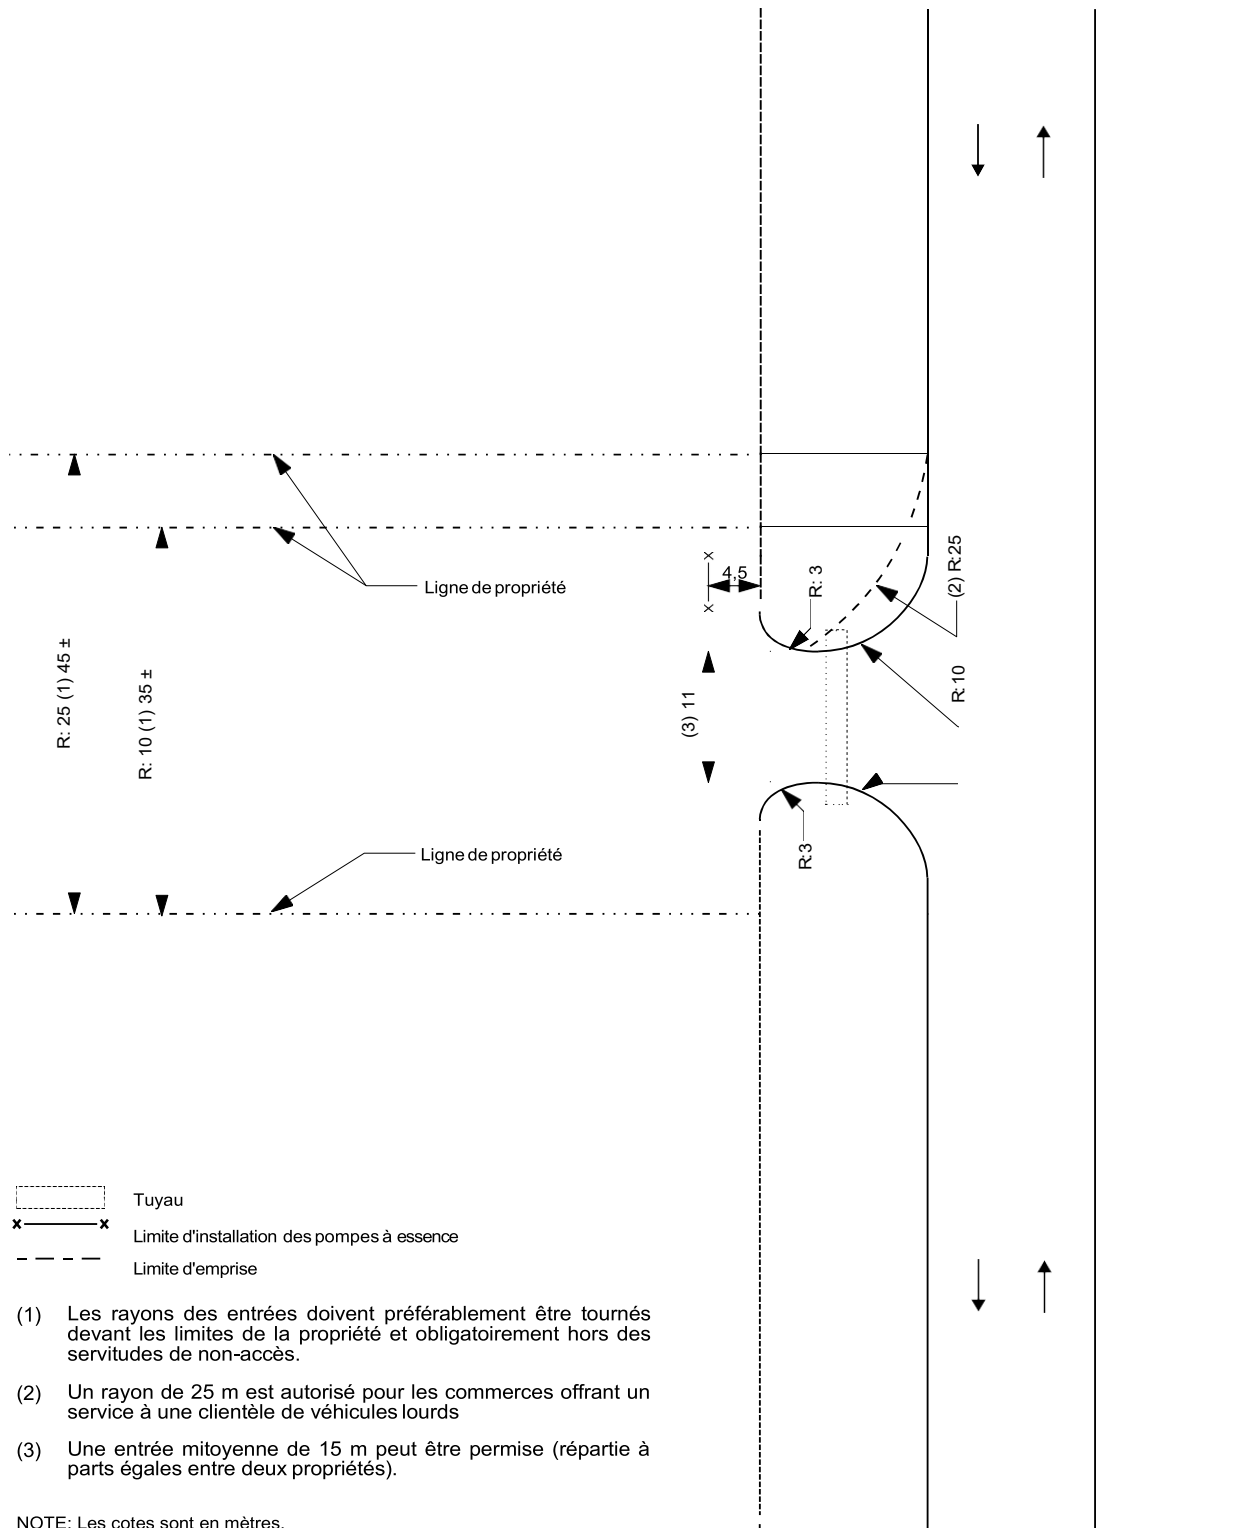 Ligne de propriété
x
4,5
x
R: 3
(2) R:25
R:10
R: 25 (1) 45 ±
R: 10 (1) 35 ±
(3) 11
R:3
Ligne de propriété
Tuyau
x x
Limite d'installation des pompes à essence
Limite d'emprise
(1) Les rayons des entrées doivent préférablement être tournés
devant les limites de la propriété et obligatoirement hors des
servitudes de non-accès.
(2) Un rayon de 25 m est autorisé pour les commerces offrant un
service à une clientèle de véhicules lourds
(3) Une entrée mitoyenne de 15 m peut être permise (répartie à
parts égales entre deux propriétés).
NOTE: Les cotes sont en mètres.